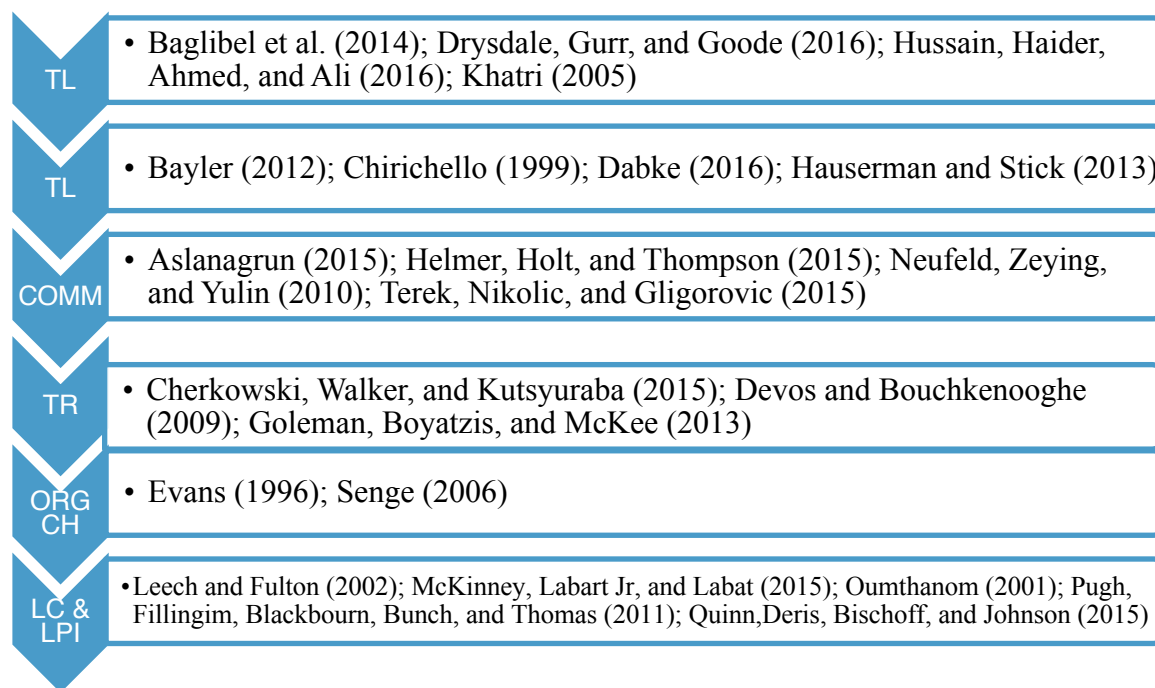 TL
• Baglibel et al. (2014); Drysdale, Gurr, and Goode (2016); Hussain, Haider,
Ahmed, and Ali (2016); Khatri (2005)
TL
• Bayler (2012); Chirichello (1999); Dabke (2016); Hauserman and Stick (2013)
COMM
• Aslanagrun (2015); Helmer, Holt, and Thompson (2015); Neufeld, Zeying,
and Yulin (2010); Terek, Nikolic, and Gligorovic (2015)
TR
• Cherkowski, Walker, and Kutsyuraba (2015); Devos and Bouchkenooghe
(2009); Goleman, Boyatzis, and McKee (2013)
ORG
CH
• Evans (1996); Senge (2006)
LC &
LPI
•Leech and Fulton (2002); McKinney, Labart Jr, and Labat (2015); Oumthanom (2001); Pugh,
Fillingim, Blackbourn, Bunch, and Thomas (2011); Quinn,Deris, Bischoff, and Johnson (2015)